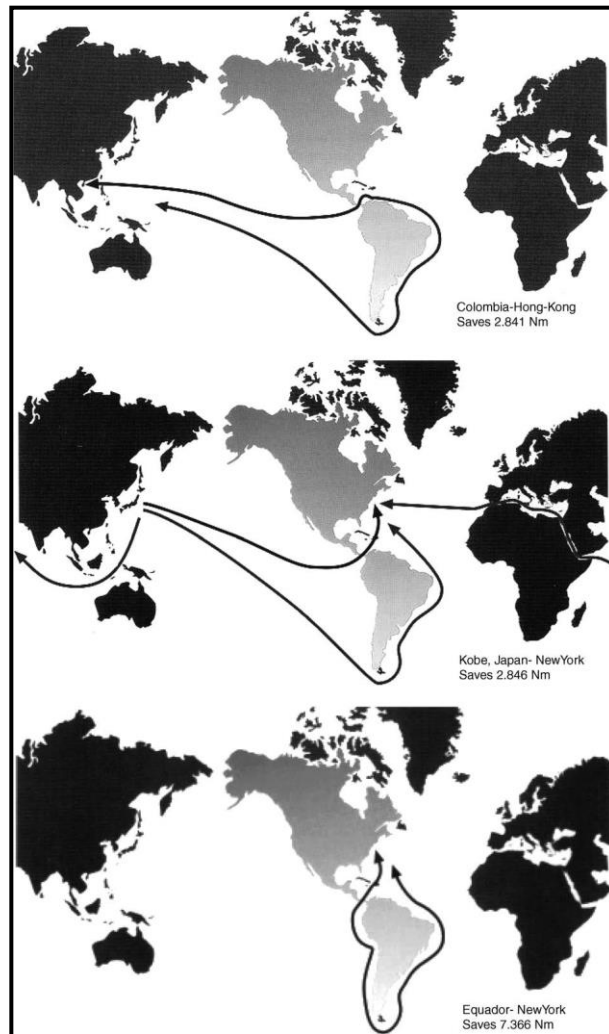 Colombia-Hong-Kong
Saves 2.841 Nm
Kobe, Japan- NewYork
Saves 2.846 Nm
Equador- NewYork
Saves 7.366 Nm